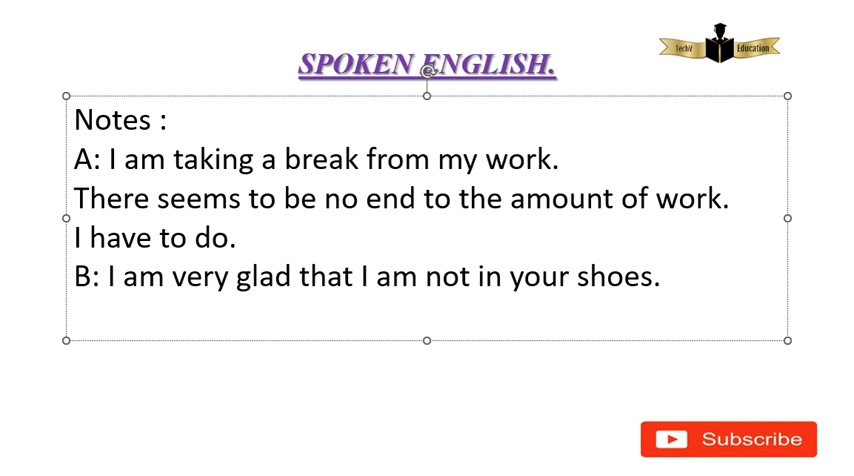 TechV Education
SPOKEN ENGLISH.
Notes :
A: I am taking a break from my work.
There seems to be no end to the amount of work.
I have to do.
B: I am very glad that I am not in your shoes.
Subscribe